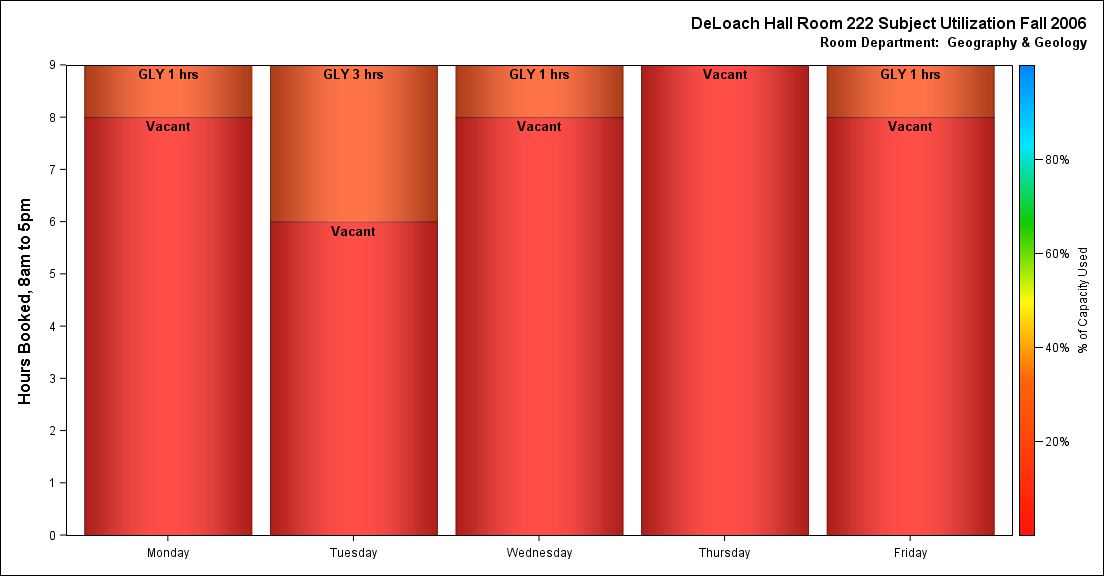 DeLoach Hall Room 222 Subject Utilization Fall 2006
Room Department: Geography & Geology
Hours Booked, 8am to 5pm
9
8
7
6
5
4
3
2
1
0
GLY 1 hrs
Vacant
GLY 3 hrs
Vacant
GLY 1 hrs
Vacant
Vacant
GLY 1 hrs
Vacant
Monday
Tuesday
Wednesday
Thursday
Friday
80%
60%
40%
20%
% of Capacity Used